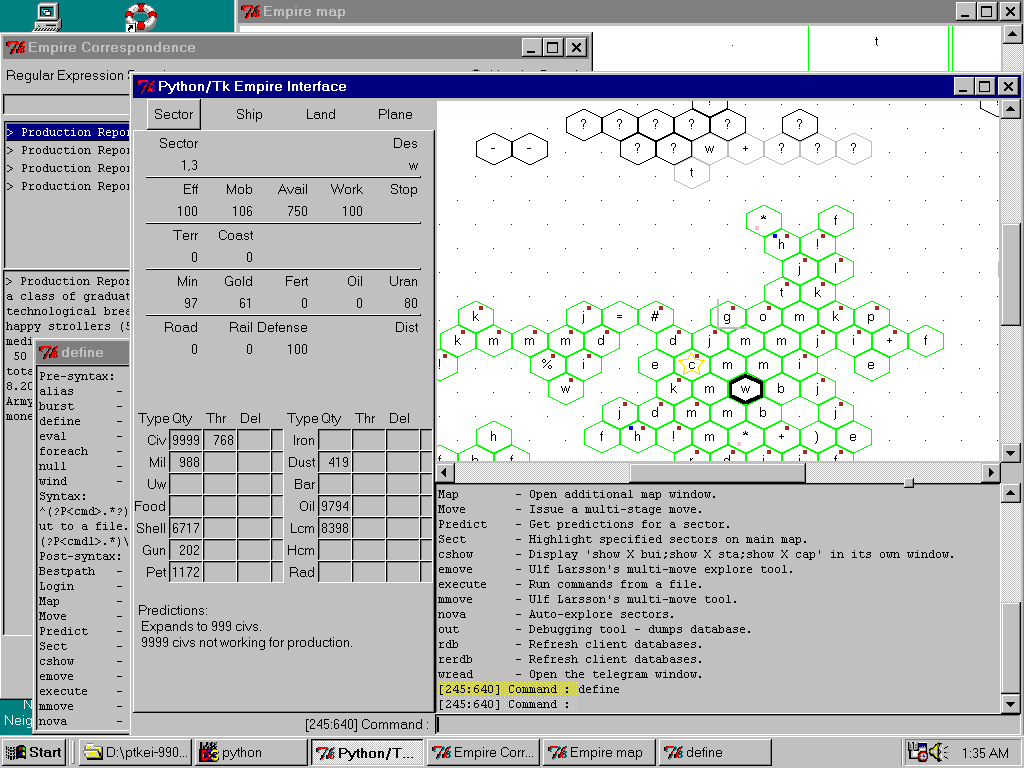 Empire map
Empire Correspondence
t
Regular Expression S
Python/Tk Empire Interface
Sector Ship Land Plane
Sector Des
1,3 w
Eff Mob Avail Work Stop
100 106 750 100
Terr Coast
0 0
Min Gold Fert Oil Uran
97 61 0 0 80
Road Rail Defense Dist
0 0 100
Type Qty Thr Del Type Qty Thr Del
Civ 9999 768 Iron
Mil 988 Dust 419
Uw Bar
Food Oil 9794
Shell 6717 Lcm 8398
Gun 202 Hcm
Pet 1172 Rad
Predictions:
Expands to 999 civs.
9999 civs not working for production.
[245:640] Command :
> Production Repor
> Production Repor
> Production Repor
> Production Repor
> Production Repor
a class of graduat
technological brea
happy strollers (5
medi
50
tota
8.20
Army
mone
define
Pre-syntax: -
alias -
burst -
define -
eval -
foreach -
null -
wind -
Syntax:
^(?P<cmd>.*?)
ut to a file.
(?P<cmd>.*)\
Post-syntax:
Bestpath -
Login -
Map -
Move -
Predict -
Sect -
cshow -
emove -
execute -
mmove -
nova -
N
Neig
? ? ? ? ? ?
- - ? ? w + ? ? ?
t
* f
h !
j l
t k
k j = # g o m k p
k m m m d d j m m j i + f
! % i e c m m i e
w k m w b j
j d m m b j
h f h ! m * + ) e
Map - Open additional map window.
Move - Issue a multi-stage move.
Predict - Get predictions for a sector.
Sect - Highlight specified sectors on main map.
cshow - Display 'show X bui;show X sta;show X cap' in its own window.
emove - Ulf Larsson's multi-move explore tool.
execute - Run commands from a file.
mmove - Ulf Larsson's multi-move tool.
nova - Auto-explore sectors.
out - Debugging tool - dumps database.
rdb - Refresh client databases.
rerdb - Refresh client databases.
wread - Open the telegram window.
[245:640] Command : define
[245:640] Command :
Start D:\ptkei-990... python Python/T... Empire Corr... Empire map define 1:35 AM